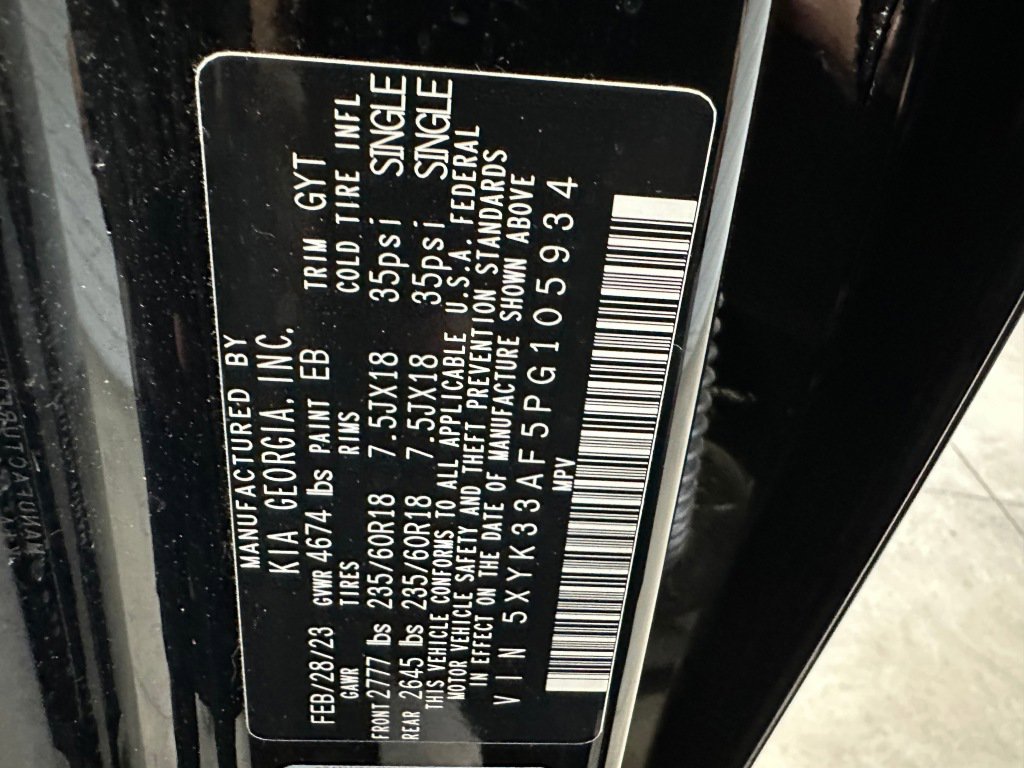 MANUFACTURED BY
KIA GEORGIA, INC.
FEB/28/23 GVWR 4674 lbs PAINT EB TRIM GYT
GAWR TIRES RIMS COLD TIRE INFL
FRONT 2777 lbs 235/60R18 7.5JX18 35psi SINGLE
REAR 2645 lbs 235/60R18 7.5JX18 35psi SINGLE
THIS VEHICLE CONFORMS TO ALL APPLICABLE U.S.A. FEDERAL
MOTOR VEHICLE SAFETY AND THEFT PREVENTION STANDARDS
IN EFFECT ON THE DATE OF MANUFACTURE SHOWN ABOVE
VIN 5XYK33AF5PG105934
MPV